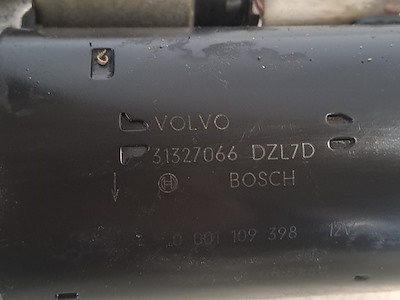 VOLVO
31327066 DZL7D
BOSCH
0 001 109 398 12V